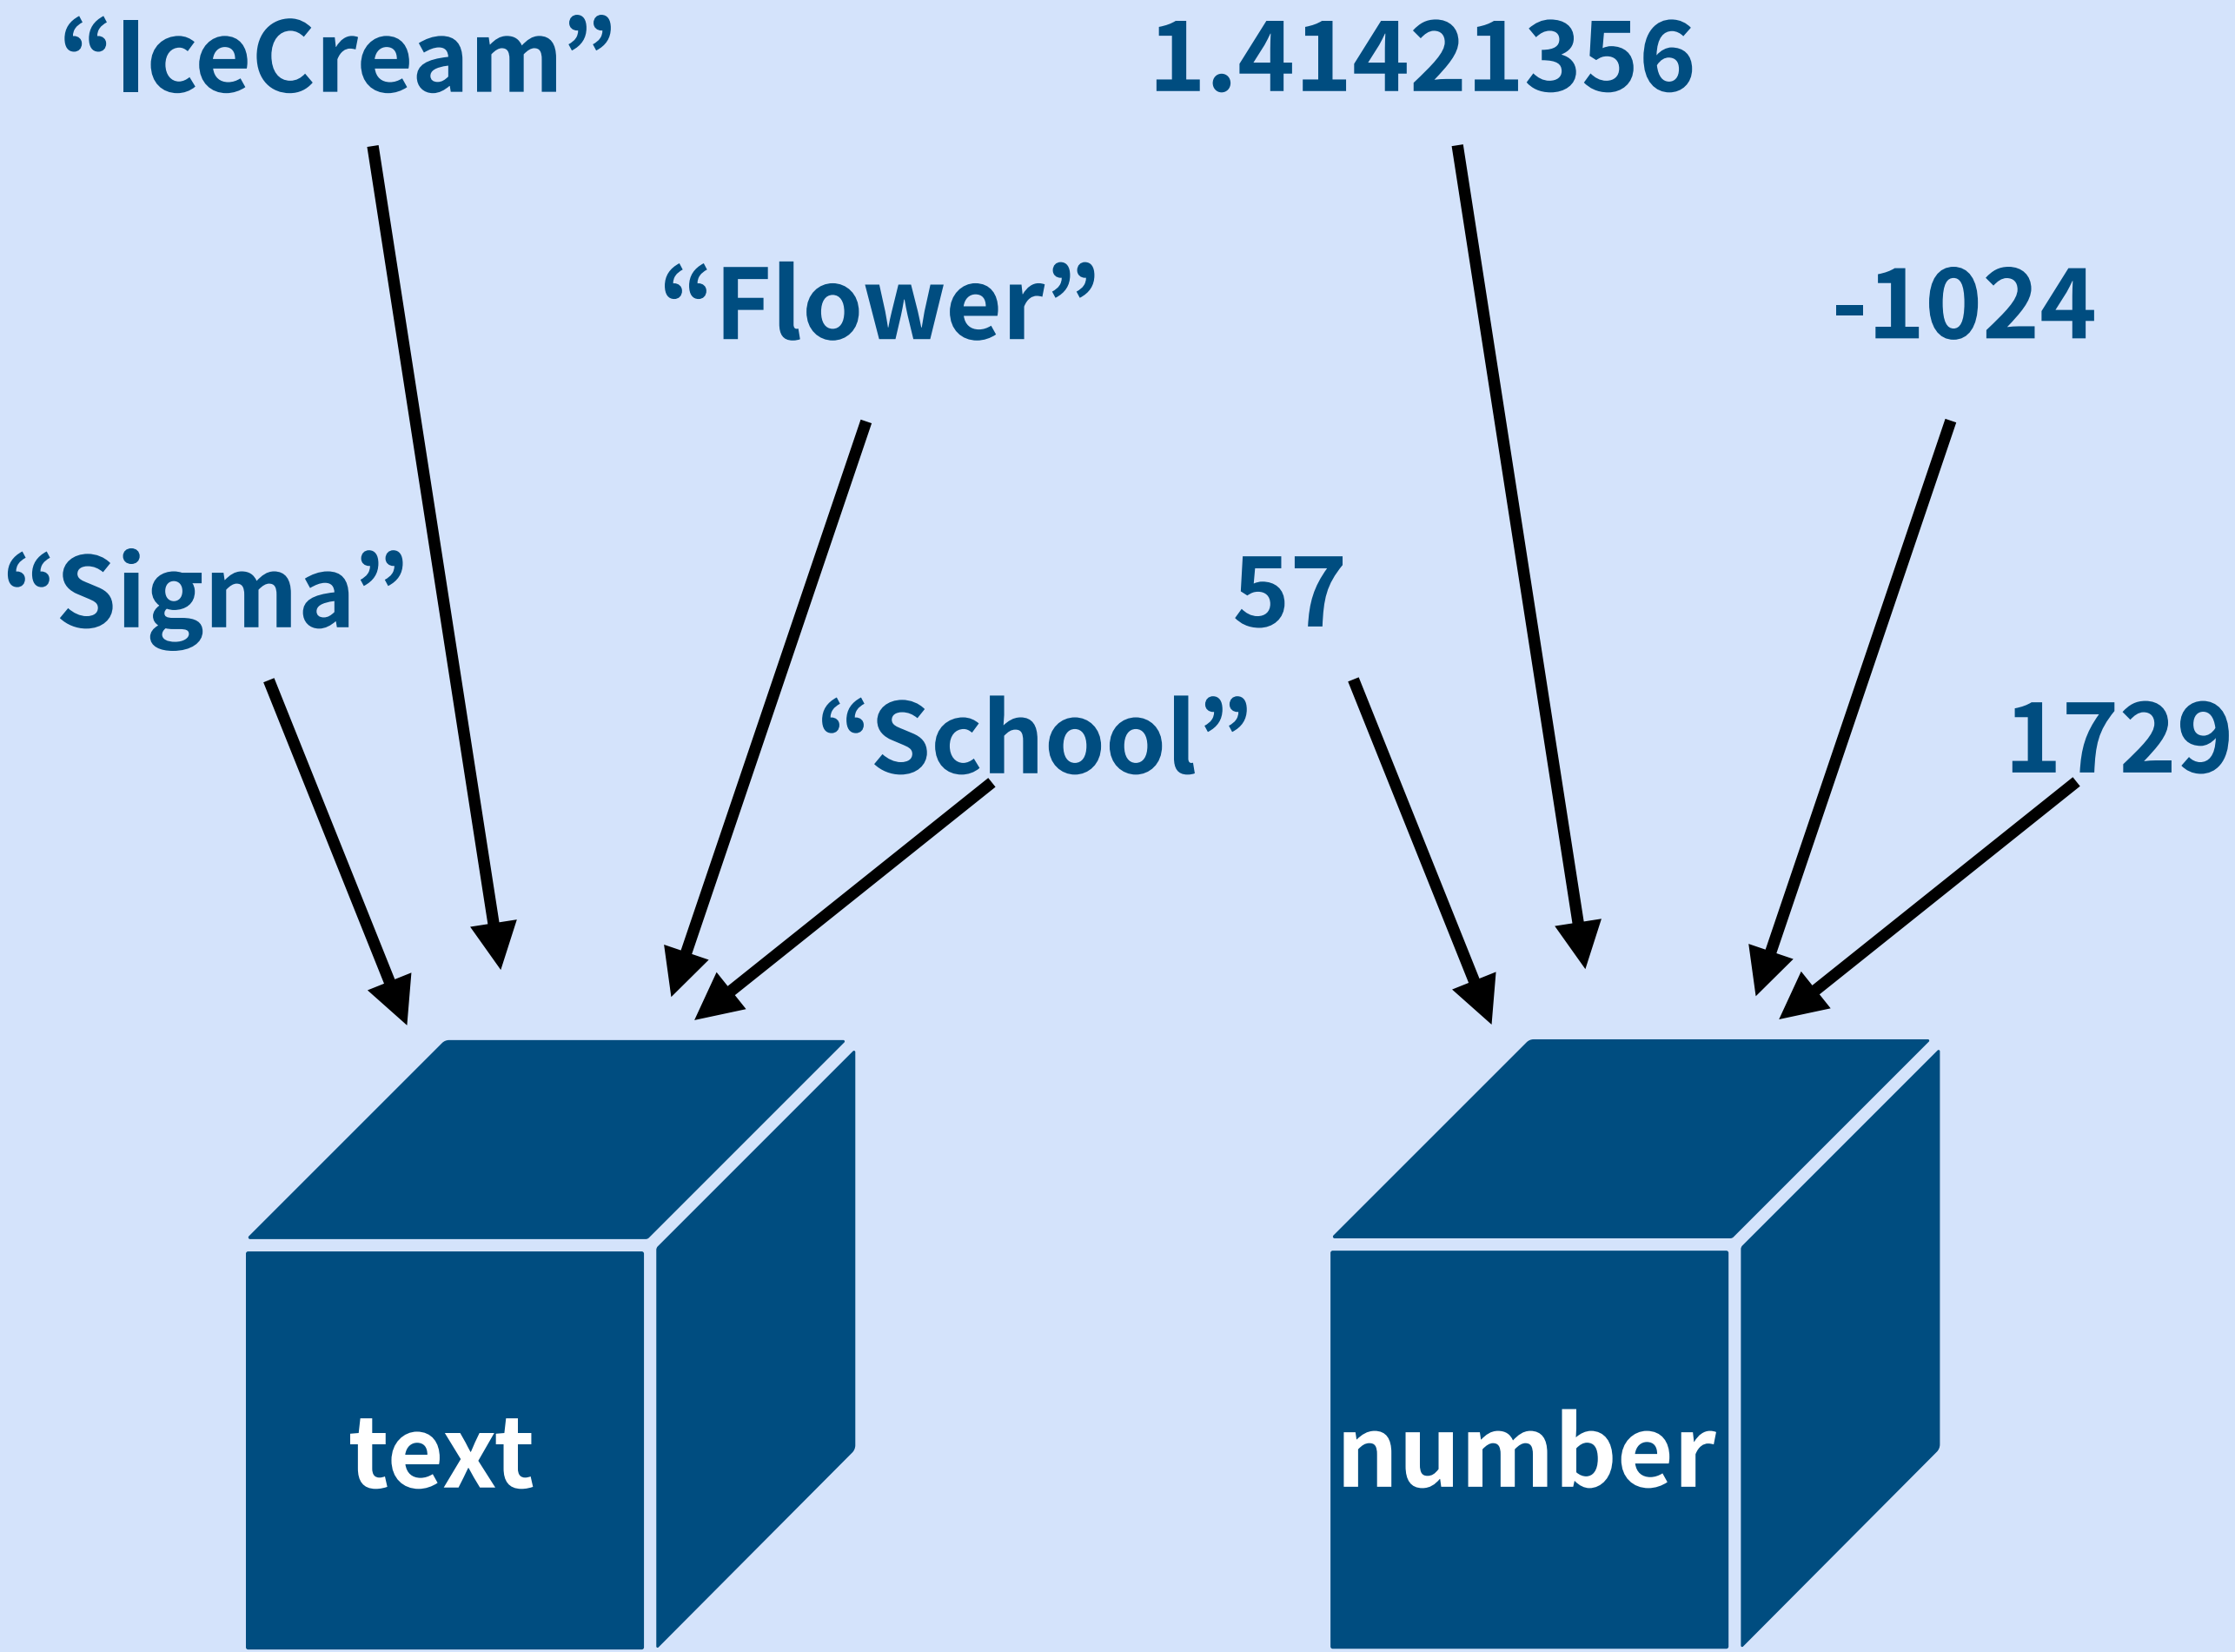 “IceCream”
1.41421356
“Flower”
-1024
“Sigma”
57
“School”
1729
text
number